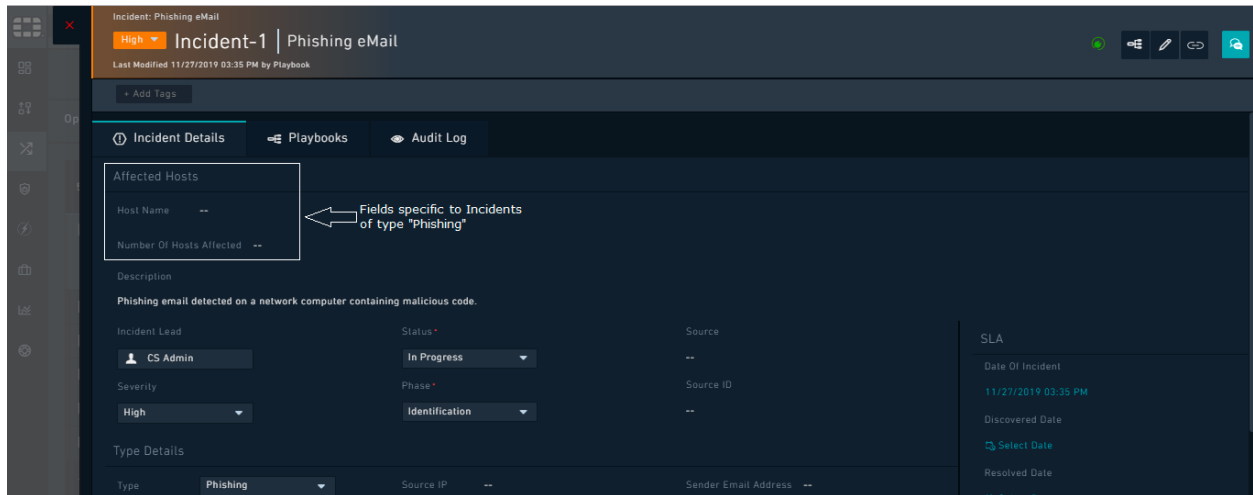 Incident: Phishing eMail
High Incident-1 | Phishing eMail
Last Modified 11/27/2019 03:35 PM by Playbook
+ Add Tags
Op
Incident Details Playbooks Audit Log
Affected Hosts
Host Name --
Fields specific to Incidents
of type "Phishing"
Number Of Hosts Affected --
Description
Phishing email detected on a network computer containing malicious code.
Incident Lead Status * Source
SLA
CS Admin In Progress --
Date Of Incident
Severity Phase * Source ID
11/27/2019 03:35 PM
High Identification --
Discovered Date
Select Date
Type Details
Resolved Date
Type Phishing Source IP -- Sender Email Address --